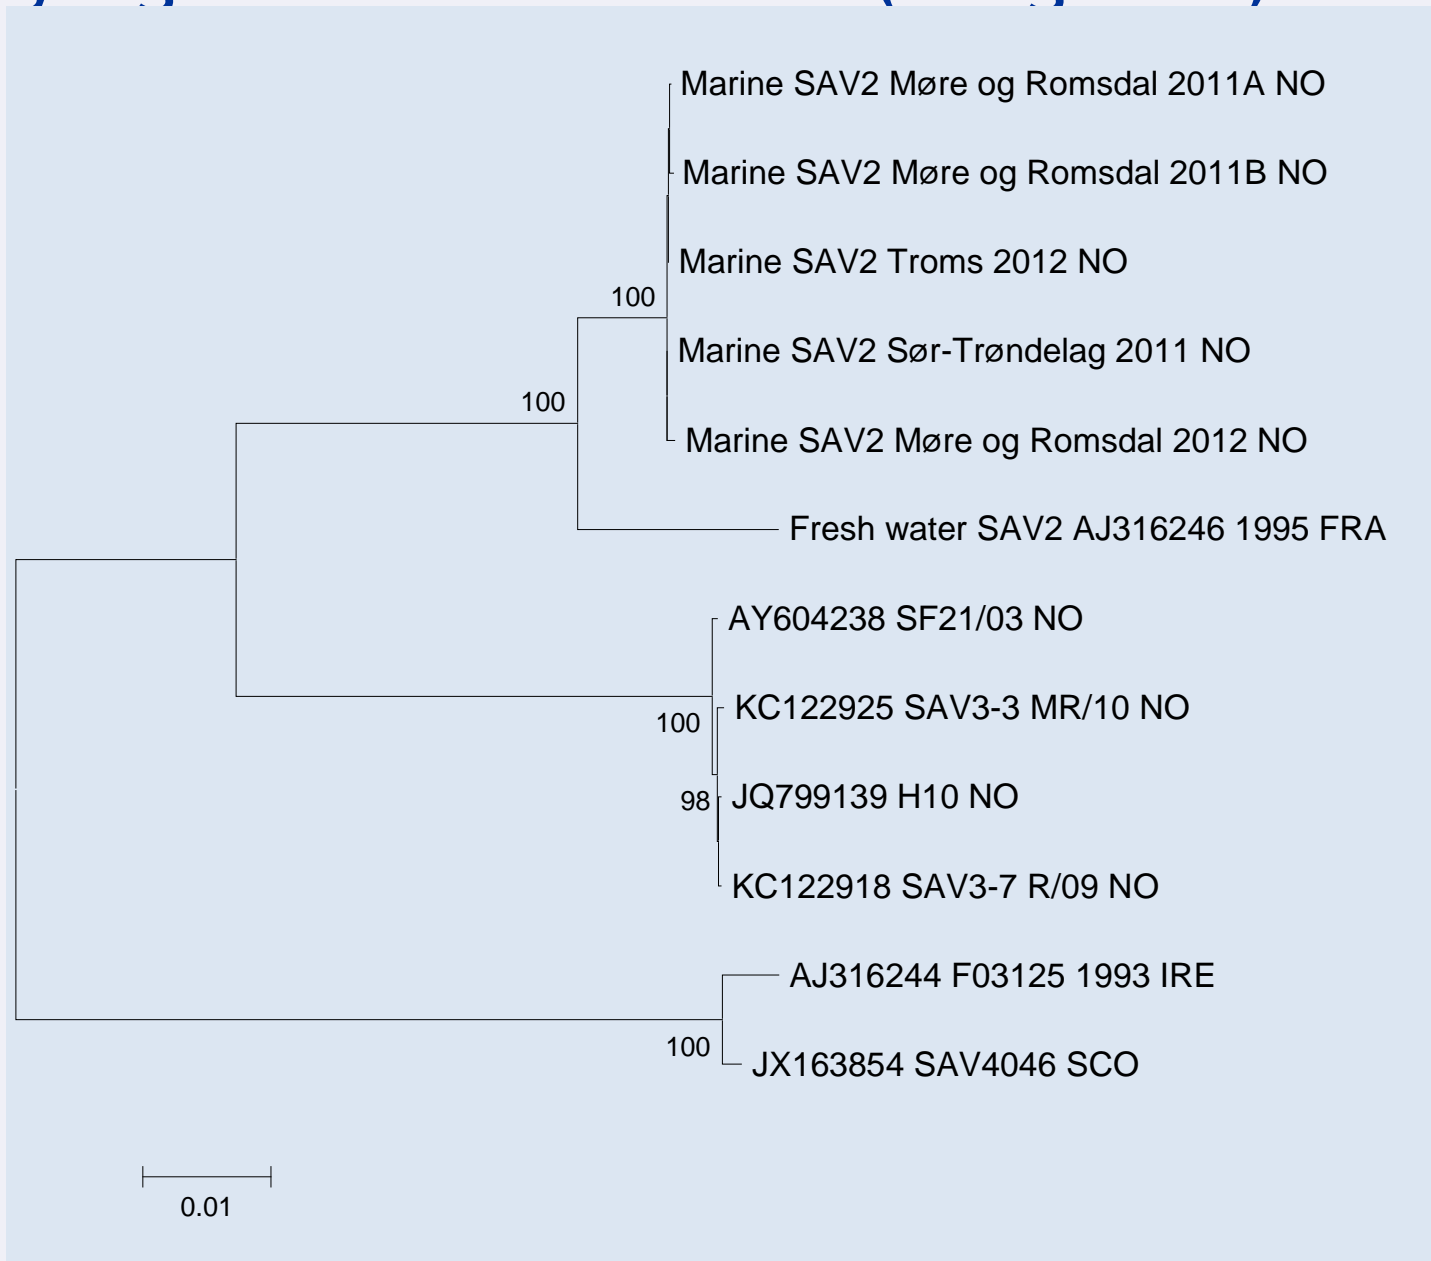 Marine SAV2 Møre og Romsdal 2011A NO
Marine SAV2 Møre og Romsdal 2011B NO
Marine SAV2 Troms 2012 NO
100
Marine SAV2 Sør-Trøndelag 2011 NO
100
Marine SAV2 Møre og Romsdal 2012 NO
Fresh water SAV2 AJ316246 1995 FRA
AY604238 SF21/03 NO
KC122925 SAV3-3 MR/10 NO
100
JQ799139 H10 NO
98
KC122918 SAV3-7 R/09 NO
AJ316244 F03125 1993 IRE
100
JX163854 SAV4046 SCO
0.01